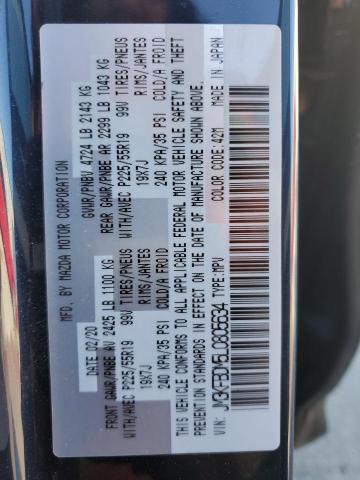 MFD. BY MAZDA MOTOR CORPORATION
DATE: 02/20 GVWR/PNBV 4724 LB 2143 KG
FRONT GAWR/PNBE AV 2425 LB 1100 KG REAR GAWR/PNBE AR 2299 LB 1043 KG
WITH/AVEC P225/55R19 99V TIRES/PNEUS WITH/AVEC P225/55R19 99V TIRES/PNEUS
19X7J RIMS/JANTES 19X7J RIMS/JANTES
240 KPA/35 PSI COLD/A FROID 240 KPA/35 PSI COLD/A FROID
THIS VEHICLE CONFORMS TO ALL APPLICABLE FEDERAL MOTOR VEHICLE SAFETY AND THEFT
PREVENTION STANDARDS IN EFFECT ON THE DATE OF MANUFACTURE SHOWN ABOVE.
JM3KFBDM5L0805634 TYPE: MPV COLOR CODE: 42M MADE IN JAPAN